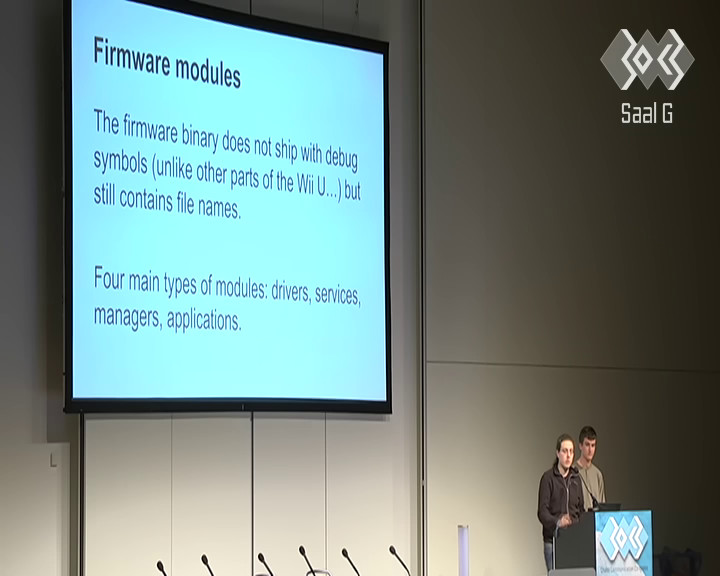 Firmware modules
The firmware binary does not ship with debug
symbols (unlike other parts of the Wii U...) but
still contains file names.
Four main types of modules: drivers, services,
managers, applications.
Saal G